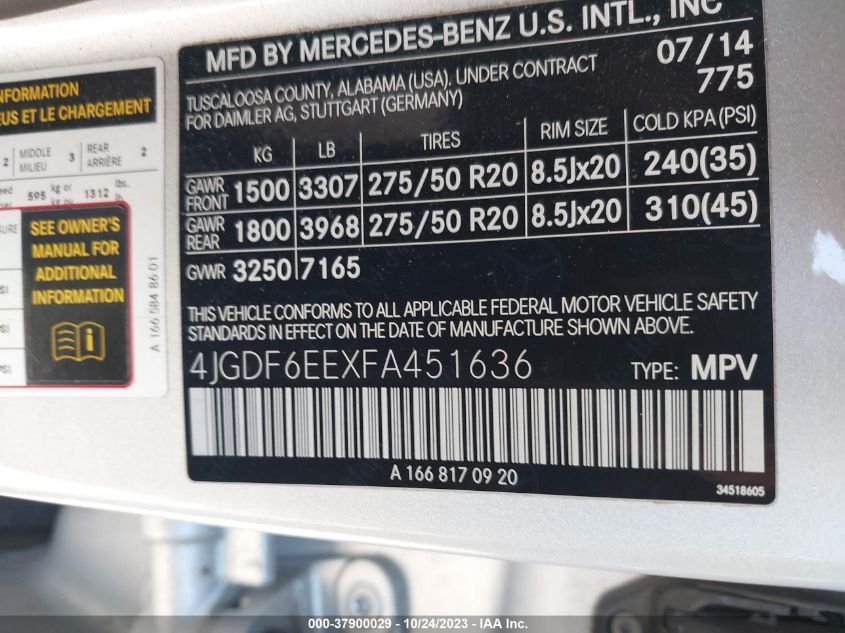 MFD BY MERCEDES-BENZ U.S. INTL., INC
07/14
TUSCALOOSA COUNTY, ALABAMA (USA). UNDER CONTRACT
775
FOR DAIMLER AG, STUTTGART (GERMANY)
KG LB TIRES RIM SIZE COLD KPA (PSI)
GAWR FRONT 1500 3307 275/50 R20 8.5Jx20 240(35)
GAWR REAR 1800 3968 275/50 R20 8.5Jx20 310(45)
GVWR 3250 7165
THIS VEHICLE CONFORMS TO ALL APPLICABLE FEDERAL MOTOR VEHICLE SAFETY
STANDARDS IN EFFECT ON THE DATE OF MANUFACTURE SHOWN ABOVE.
4JGDF6EEXFA451636 TYPE: MPV
A 166 817 09 20
34518605
ET LE CHARGEMENT
2 MIDDLE 3 REAR 2
MILIEU ARRIÈRE
595 kg or 1312 lbs.
SEE OWNER'S
MANUAL FOR
ADDITIONAL
INFORMATION
i
A 166 584 86 01
000-37900029 - 10/24/2023 - IAA Inc.